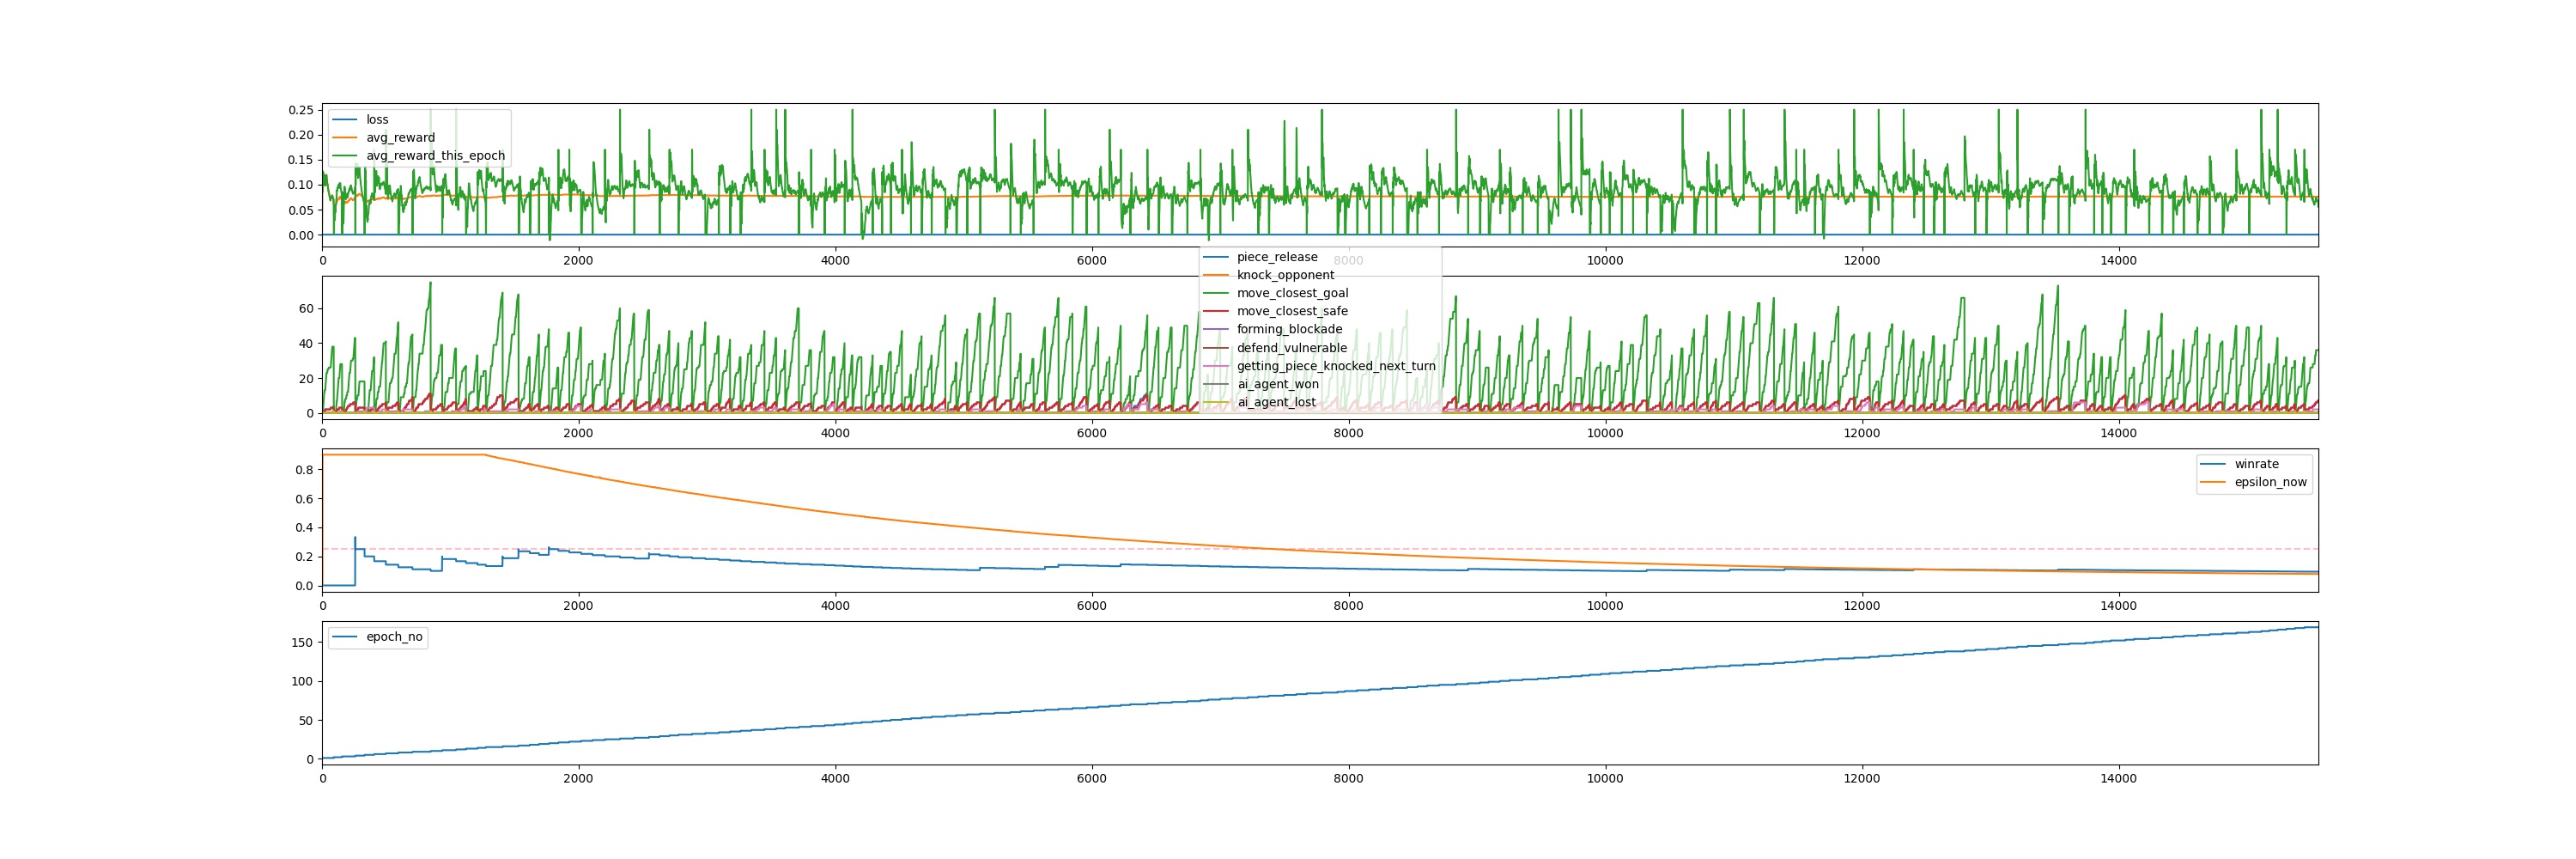 0.25
0.20
0.15
0.10
0.05
0.00
loss
avg_reward
avg_reward_this_epoch
0 2000 4000 6000 8000 10000 12000 14000
60
40
20
0
piece_release
knock_opponent
move_closest_goal
move_closest_safe
forming_blockade
defend_vulnerable
getting_piece_knocked_next_turn
ai_agent_won
ai_agent_lost
0 2000 4000 6000 8000 10000 12000 14000
0.8
0.6
0.4
0.2
0.0
winrate
epsilon_now
0 2000 4000 6000 8000 10000 12000 14000
150
100
50
0
epoch_no
0 2000 4000 6000 8000 10000 12000 14000